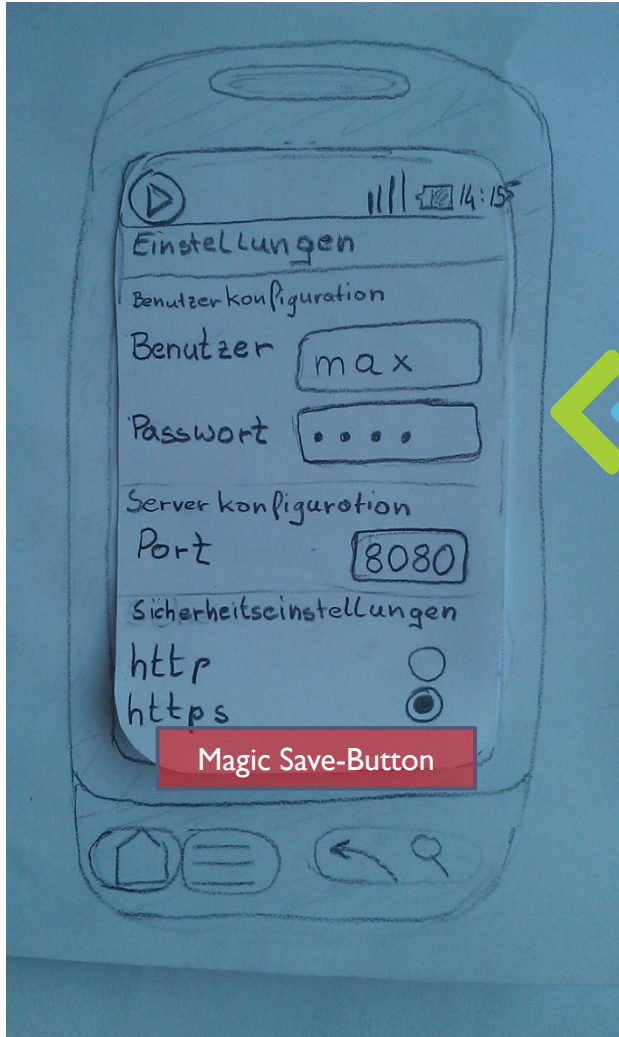 14:15
Einstellungen
Benutzerkonfiguration
Benutzer max
Passwort ••••
Serverkonfiguration
Port 8080
Sicherheitseinstellungen
http
https
Magic Save-Button